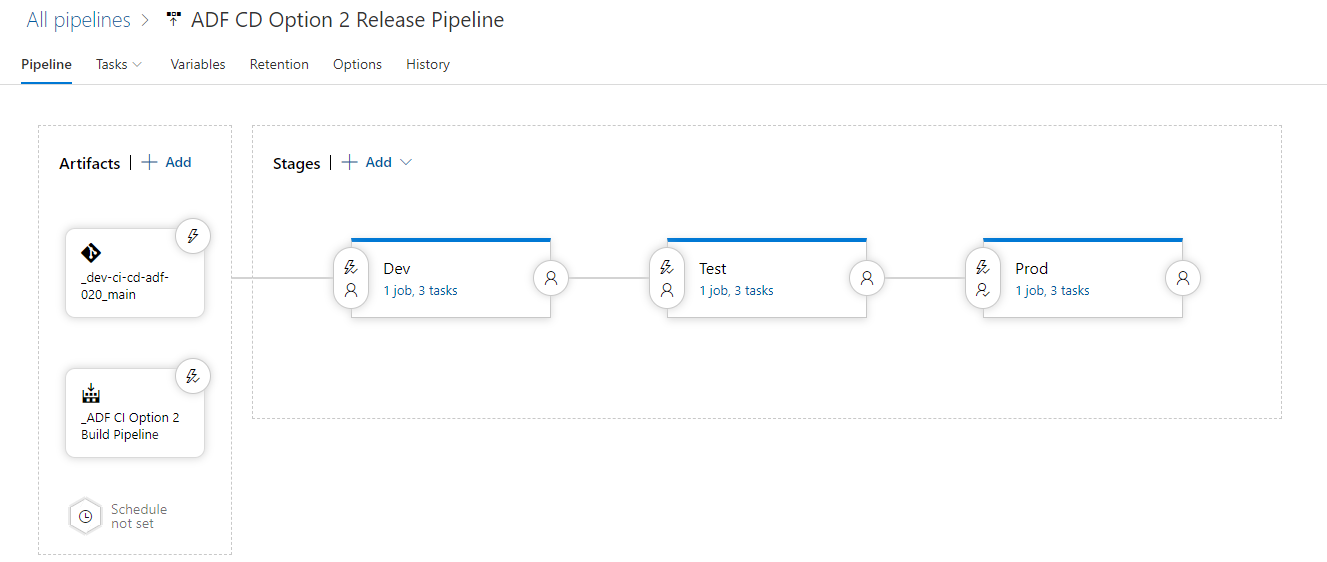 All pipelines > ADF CD Option 2 Release Pipeline
Pipeline Tasks Variables Retention Options History
Artifacts | + Add
Stages | + Add
_dev-ci-cd-adf-
020_main
Dev
1 job, 3 tasks
Test
1 job, 3 tasks
Prod
1 job, 3 tasks
_ADF CI Option 2
Build Pipeline
Schedule
not set